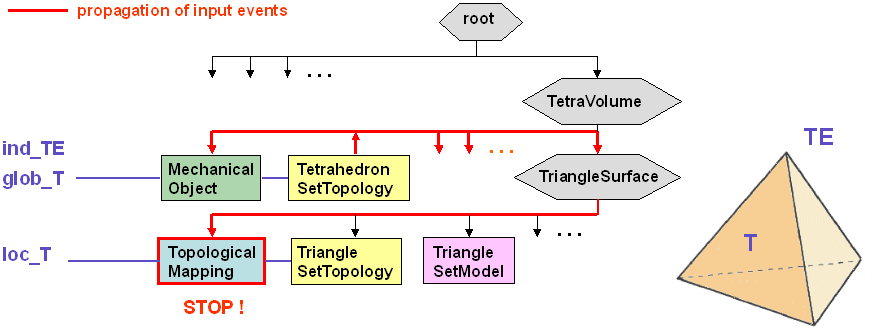 propagation of input events
root
...
TetraVolume
ind_TE
glob_T
Mechanical
Object
Tetrahedron
SetTopology
...
TriangleSurface
TE
T
loc_T
Topological
Mapping
Triangle
SetTopology
Triangle
SetModel
...
STOP !